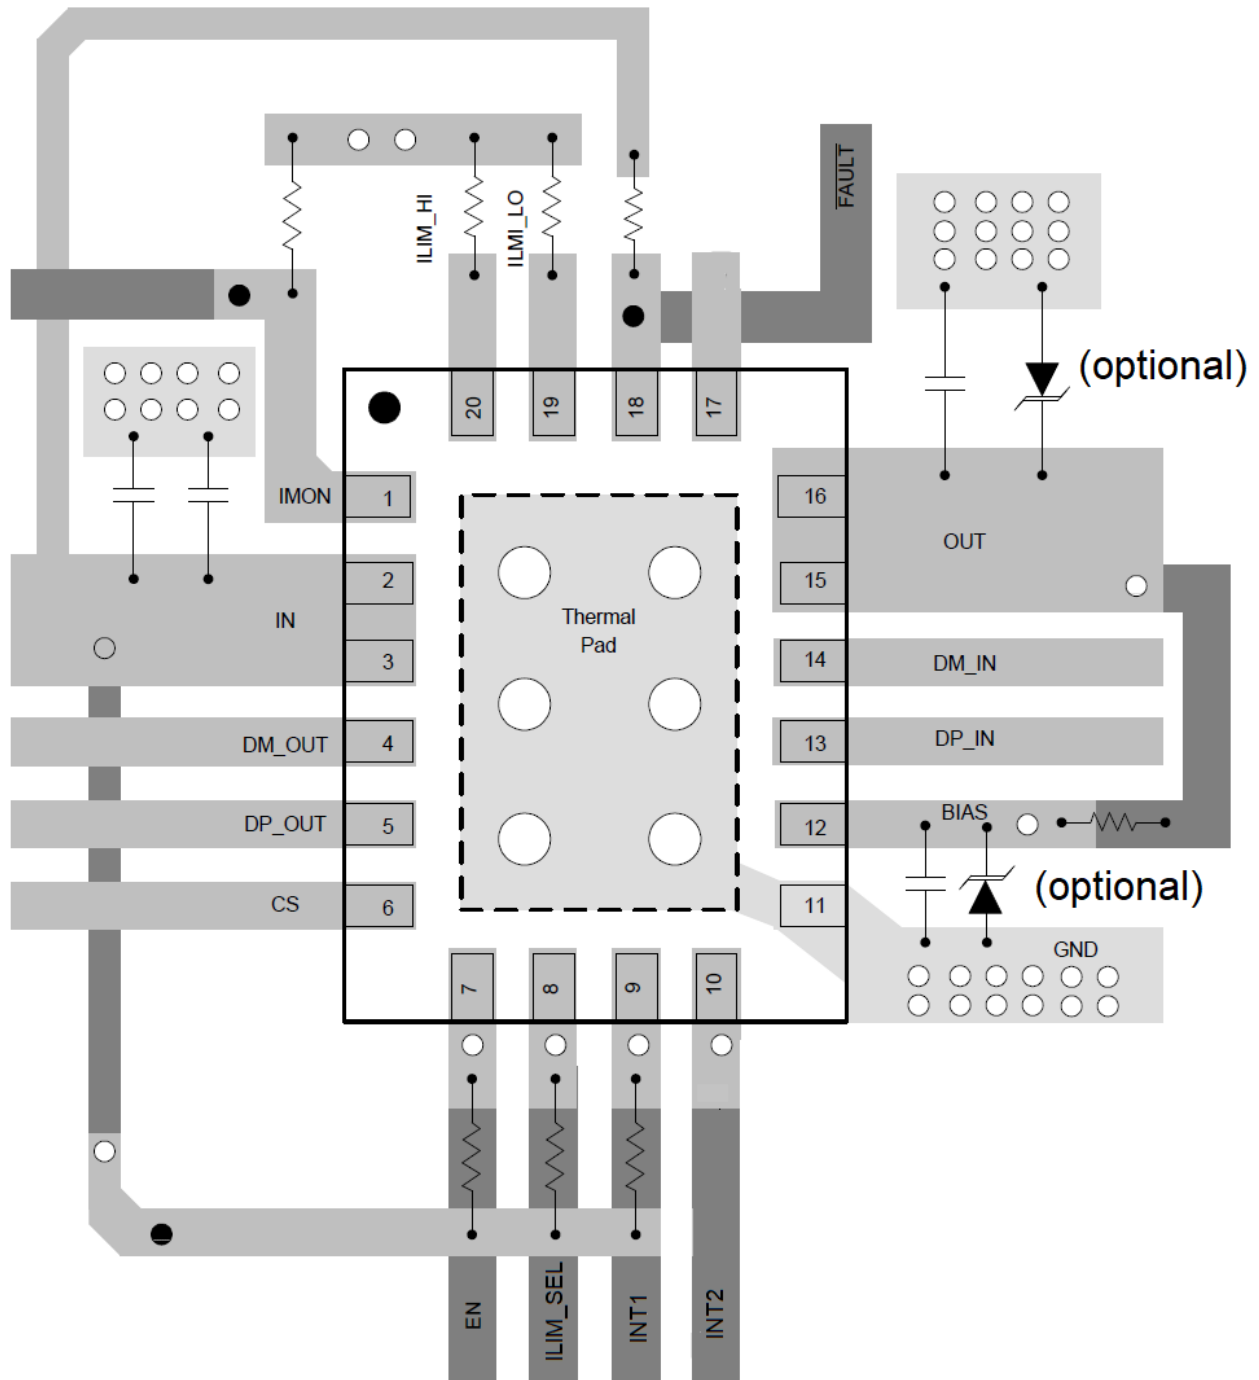 FAULT
ILIM_HI
ILMI_LO
(optional)
20
19
18
17
IMON
1
16
OUT
2
15
IN
Thermal
Pad
3
14
DM_IN
DM_OUT
4
13
DP_IN
DP_OUT
5
12
BIAS
(optional)
CS
6
11
GND
7
8
9
10
EN
ILIM_SEL
INT1
INT2